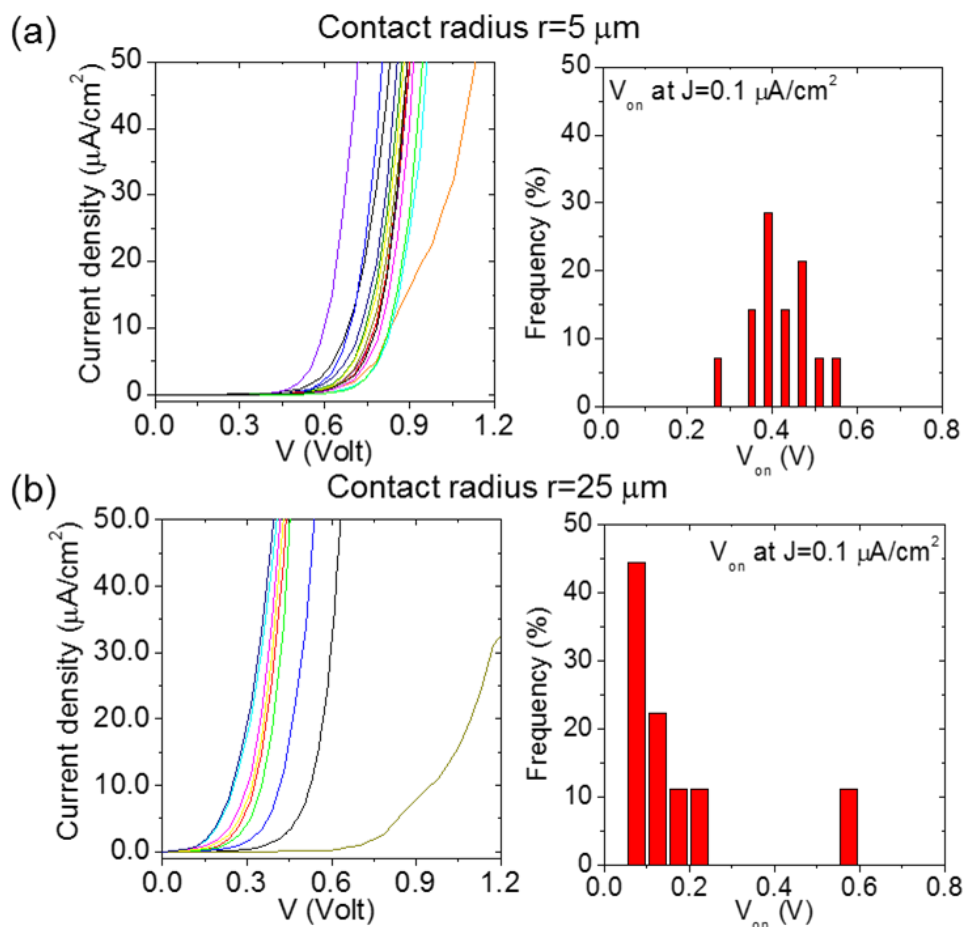 (a)
Contact radius r=5 μm
Current density (μA/cm²)
50
40
30
20
10
0
0.0 0.3 0.6 0.9 1.2
V (Volt)
Frequency (%)
50
40
30
20
10
0
V_on at J=0.1 μA/cm²
0.0 0.2 0.4 0.6 0.8
V_on (V)
(b)
Contact radius r=25 μm
Current density (μA/cm²)
50.0
40.0
30.0
20.0
10.0
0.0
0.0 0.3 0.6 0.9 1.2
V (Volt)
Frequency (%)
50
40
30
20
10
0
V_on at J=0.1 μA/cm²
0.0 0.2 0.4 0.6 0.8
V_on (V)